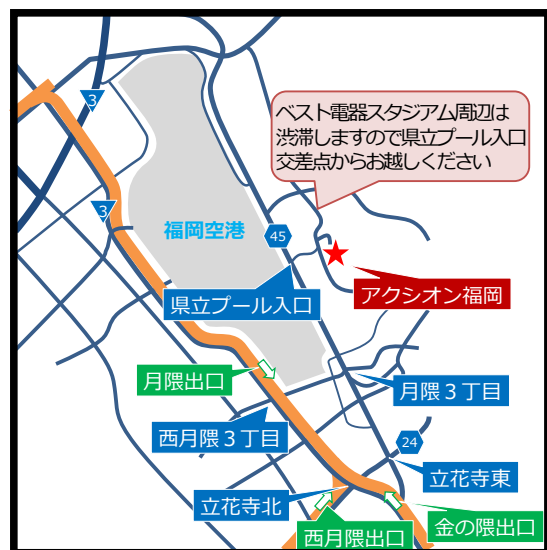 3
ベスト電器スタジアム周辺は
渋滞しますので県立プール入口
交差点からお越しください
3
福岡空港
45
アクシオン福岡
県立プール入口
月隈出口
月隈３丁目
西月隈３丁目
24
立花寺東
立花寺北
金の隈出口
西月隈出口